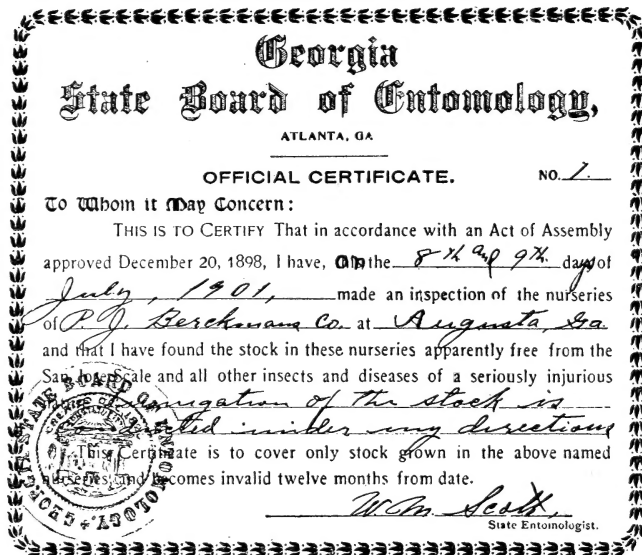 Georgia
State Board of Entomology,
ATLANTA, GA
OFFICIAL CERTIFICATE. NO. 1.
To Whom it May Concern:
THIS IS TO CERTIFY That in accordance with an Act of Assembly
approved December 20, 1898, I have, on the 8th and 9th days of
July, 1901, made an inspection of the nurseries
of P. J. Berckmans Co. at Augusta, Ga
and that I have found the stock in these nurseries apparently free from the
San Jose Scale and all other insects and diseases of a seriously injurious
Fumigation of the stock is
under my directions
This Certificate is to cover only stock grown in the above named
nurseries and becomes invalid twelve months from date.
W M Scott
State Entomologist.
GEORGIA STATE BOARD OF ENTOMOLOGY